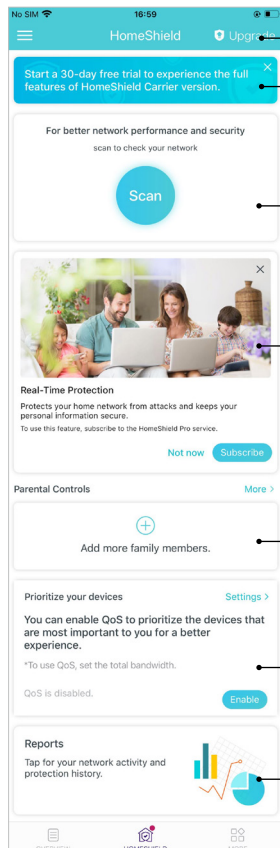 No SIM 16:59
HomeShield Upgrade
Start a 30-day free trial to experience the full
features of HomeShield Carrier version.
For better network performance and security
scan to check your network
Scan
Real-Time Protection
Protects your home network from attacks and keeps your
personal information secure.
To use this feature, subscribe to the HomeShield Pro service.
Not now Subscribe
Parental Controls More >
Add more family members.
Prioritize your devices Settings >
You can enable QoS to prioritize the devices that
are most important to you for a better
experience.
*To use QoS, set the total bandwidth.
QoS is disabled. Enable
Reports
Tap for your network activity and
protection history.
OVERVIEW HOMESHIELD MORE